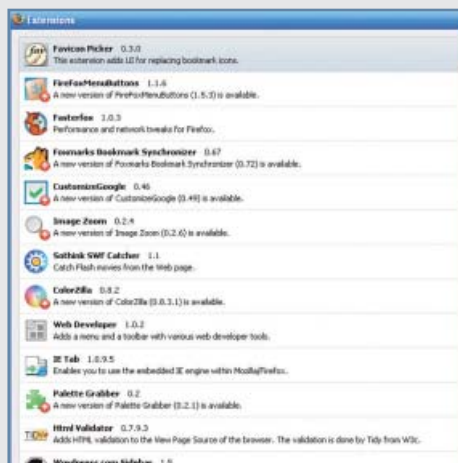 Extensions
Favicon Picker 0.3.0
This extension adds UI for replacing bookmark icons.
FireFoxMenuButtons 1.1.6
A new version of FireFoxMenuButtons (1.5.3) is available.
Fasterfox 1.0.3
Performance and network tweaks for Firefox.
Foxmarks Bookmark Synchronizer 0.67
A new version of Foxmarks Bookmark Synchronizer (0.72) is available.
CustomizeGoogle 0.46
A new version of CustomizeGoogle (0.49) is available.
Image Zoom 0.2.4
A new version of Image Zoom (0.2.6) is available.
Sothink SWF Catcher 1.1
Catch Flash movies from the Web page.
ColorZilla 0.8.2
A new version of ColorZilla (0.8.3.1) is available.
Web Developer 1.0.2
Adds a menu and a toolbar with various web developer tools.
IE Tab 1.0.9.5
Enables you to use the embedded IE engine within Mozilla/Firefox.
Palette Grabber 0.2
A new version of Palette Grabber (0.2.1) is available.
TIDY
Html Validator 0.7.9.3
Adds HTML validation to the View Page Source of the browser. The validation is done by Tidy from W3c.
Wordpress.com Sidebar 1.5